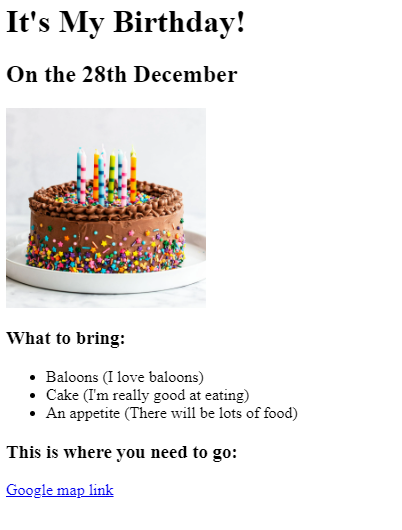 It's My Birthday!
On the 28th December
What to bring:
Baloons (I love baloons)
Cake (I'm really good at eating)
An appetite (There will be lots of food)
This is where you need to go:
Google map link